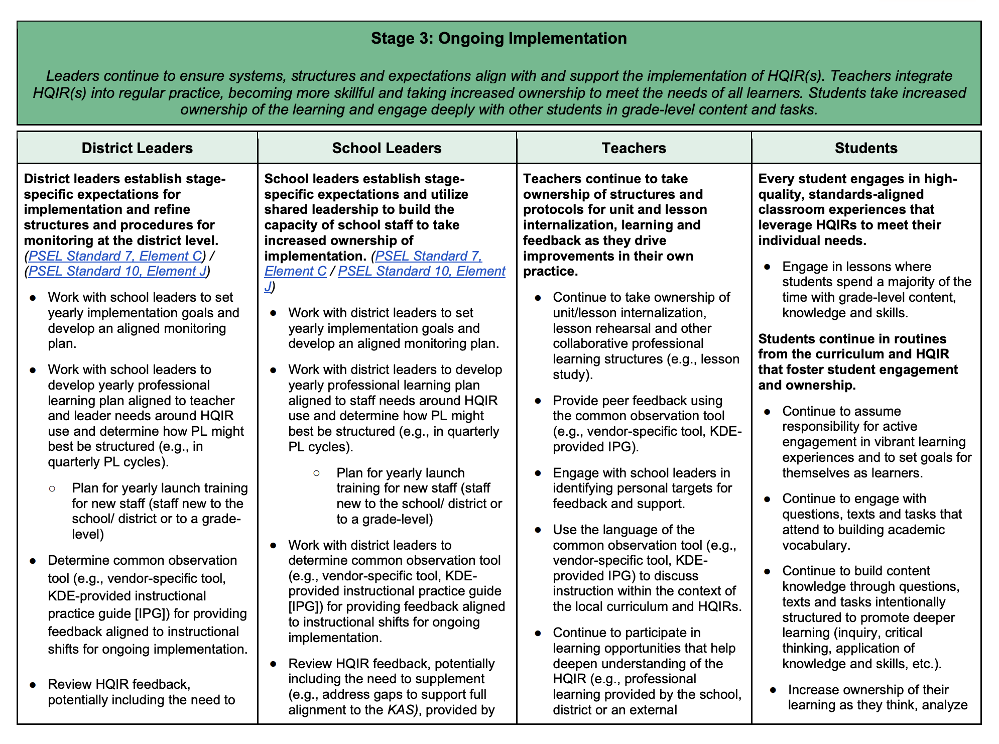 Stage 3: Ongoing Implementation
Leaders continue to ensure systems, structures and expectations align with and support the implementation of HQIR(s). Teachers integrate
HQIR(s) into regular practice, becoming more skillful and taking increased ownership to meet the needs of all learners. Students take increased
ownership of the learning and engage deeply with other students in grade-level content and tasks.
District Leaders
School Leaders
Teachers
Students
District leaders establish stage-
specific expectations for
implementation and refine
structures and procedures for
monitoring at the district level.
(PSEL Standard 7, Element C) /
(PSEL Standard 10, Element J)
● Work with school leaders to set
yearly implementation goals and
develop an aligned monitoring
plan.
● Work with school leaders to
develop yearly professional
learning plan aligned to teacher
and leader needs around HQIR
use and determine how PL might
best be structured (e.g., in
quarterly PL cycles).
○ Plan for yearly launch training
for new staff (staff new to the
school/ district or to a grade-
level)
● Determine common observation
tool (e.g., vendor-specific tool,
KDE-provided instructional
practice guide [IPG]) for providing
feedback aligned to instructional
shifts for ongoing implementation.
● Review HQIR feedback,
potentially including the need to
School leaders establish stage-
specific expectations and utilize
shared leadership to build the
capacity of school staff to take
increased ownership of
implementation. (PSEL Standard 7,
Element C / PSEL Standard 10, Element
J)
● Work with district leaders to set
yearly implementation goals and
develop an aligned monitoring plan.
● Work with district leaders to develop
yearly professional learning plan
aligned to staff needs around HQIR
use and determine how PL might
best be structured (e.g., in quarterly
PL cycles).
○ Plan for yearly launch
training for new staff (staff
new to the school/ district or
to a grade-level)
● Work with district leaders to
determine common observation tool
(e.g., vendor-specific tool, KDE-
provided instructional practice guide
[IPG]) for providing feedback aligned
to instructional shifts for ongoing
implementation.
● Review HQIR feedback, potentially
including the need to supplement
(e.g., address gaps to support full
alignment to the KAS), provided by
Teachers continue to take
ownership of structures and
protocols for unit and lesson
internalization, learning and
feedback as they drive
improvements in their own
practice.
● Continue to take ownership of
unit/lesson internalization,
lesson rehearsal and other
collaborative professional
learning structures (e.g., lesson
study).
● Provide peer feedback using
the common observation tool
(e.g., vendor-specific tool, KDE-
provided IPG).
● Engage with school leaders in
identifying personal targets for
feedback and support.
● Use the language of the
common observation tool (e.g.,
vendor-specific tool, KDE-
provided IPG) to discuss
instruction within the context of
the local curriculum and HQIRs.
● Continue to participate in
learning opportunities that help
deepen understanding of the
HQIR (e.g., professional
learning provided by the school,
district or an external
Every student engages in high-
quality, standards-aligned
classroom experiences that
leverage HQIRs to meet their
individual needs.
● Engage in lessons where
students spend a majority of the
time with grade-level content,
knowledge and skills.
Students continue in routines
from the curriculum and HQIR
that foster student engagement
and ownership.
● Continue to assume
responsibility for active
engagement in vibrant learning
experiences and to set goals for
themselves as learners.
● Continue to engage with
questions, texts and tasks that
attend to building academic
vocabulary.
● Continue to build content
knowledge through questions,
texts and tasks intentionally
structured to promote deeper
learning (inquiry, critical
thinking, application of
knowledge and skills, etc.).
● Increase ownership of their
learning as they think, analyze